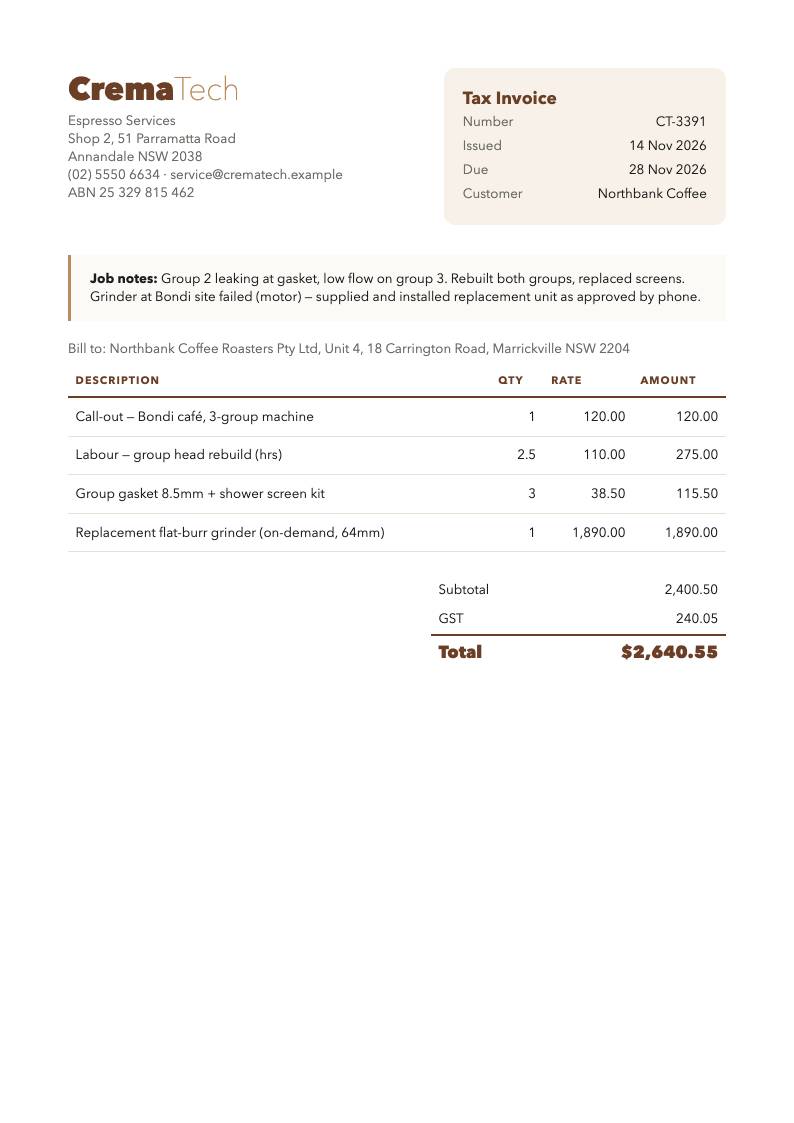 CremaTech
Espresso Services
Shop 2, 51 Parramatta Road
Annandale NSW 2038
(02) 5550 6634 · service@crematech.example
ABN 25 329 815 462
Tax Invoice
Number CT-3391
Issued 14 Nov 2026
Due 28 Nov 2026
Customer Northbank Coffee
Job notes: Group 2 leaking at gasket, low flow on group 3. Rebuilt both groups, replaced screens.
Grinder at Bondi site failed (motor) – supplied and installed replacement unit as approved by phone.
Bill to: Northbank Coffee Roasters Pty Ltd, Unit 4, 18 Carrington Road, Marrickville NSW 2204
DESCRIPTION QTY RATE AMOUNT
Call-out – Bondi café, 3-group machine 1 120.00 120.00
Labour – group head rebuild (hrs) 2.5 110.00 275.00
Group gasket 8.5mm + shower screen kit 3 38.50 115.50
Replacement flat-burr grinder (on-demand, 64mm) 1 1,890.00 1,890.00
Subtotal 2,400.50
GST 240.05
Total $2,640.55